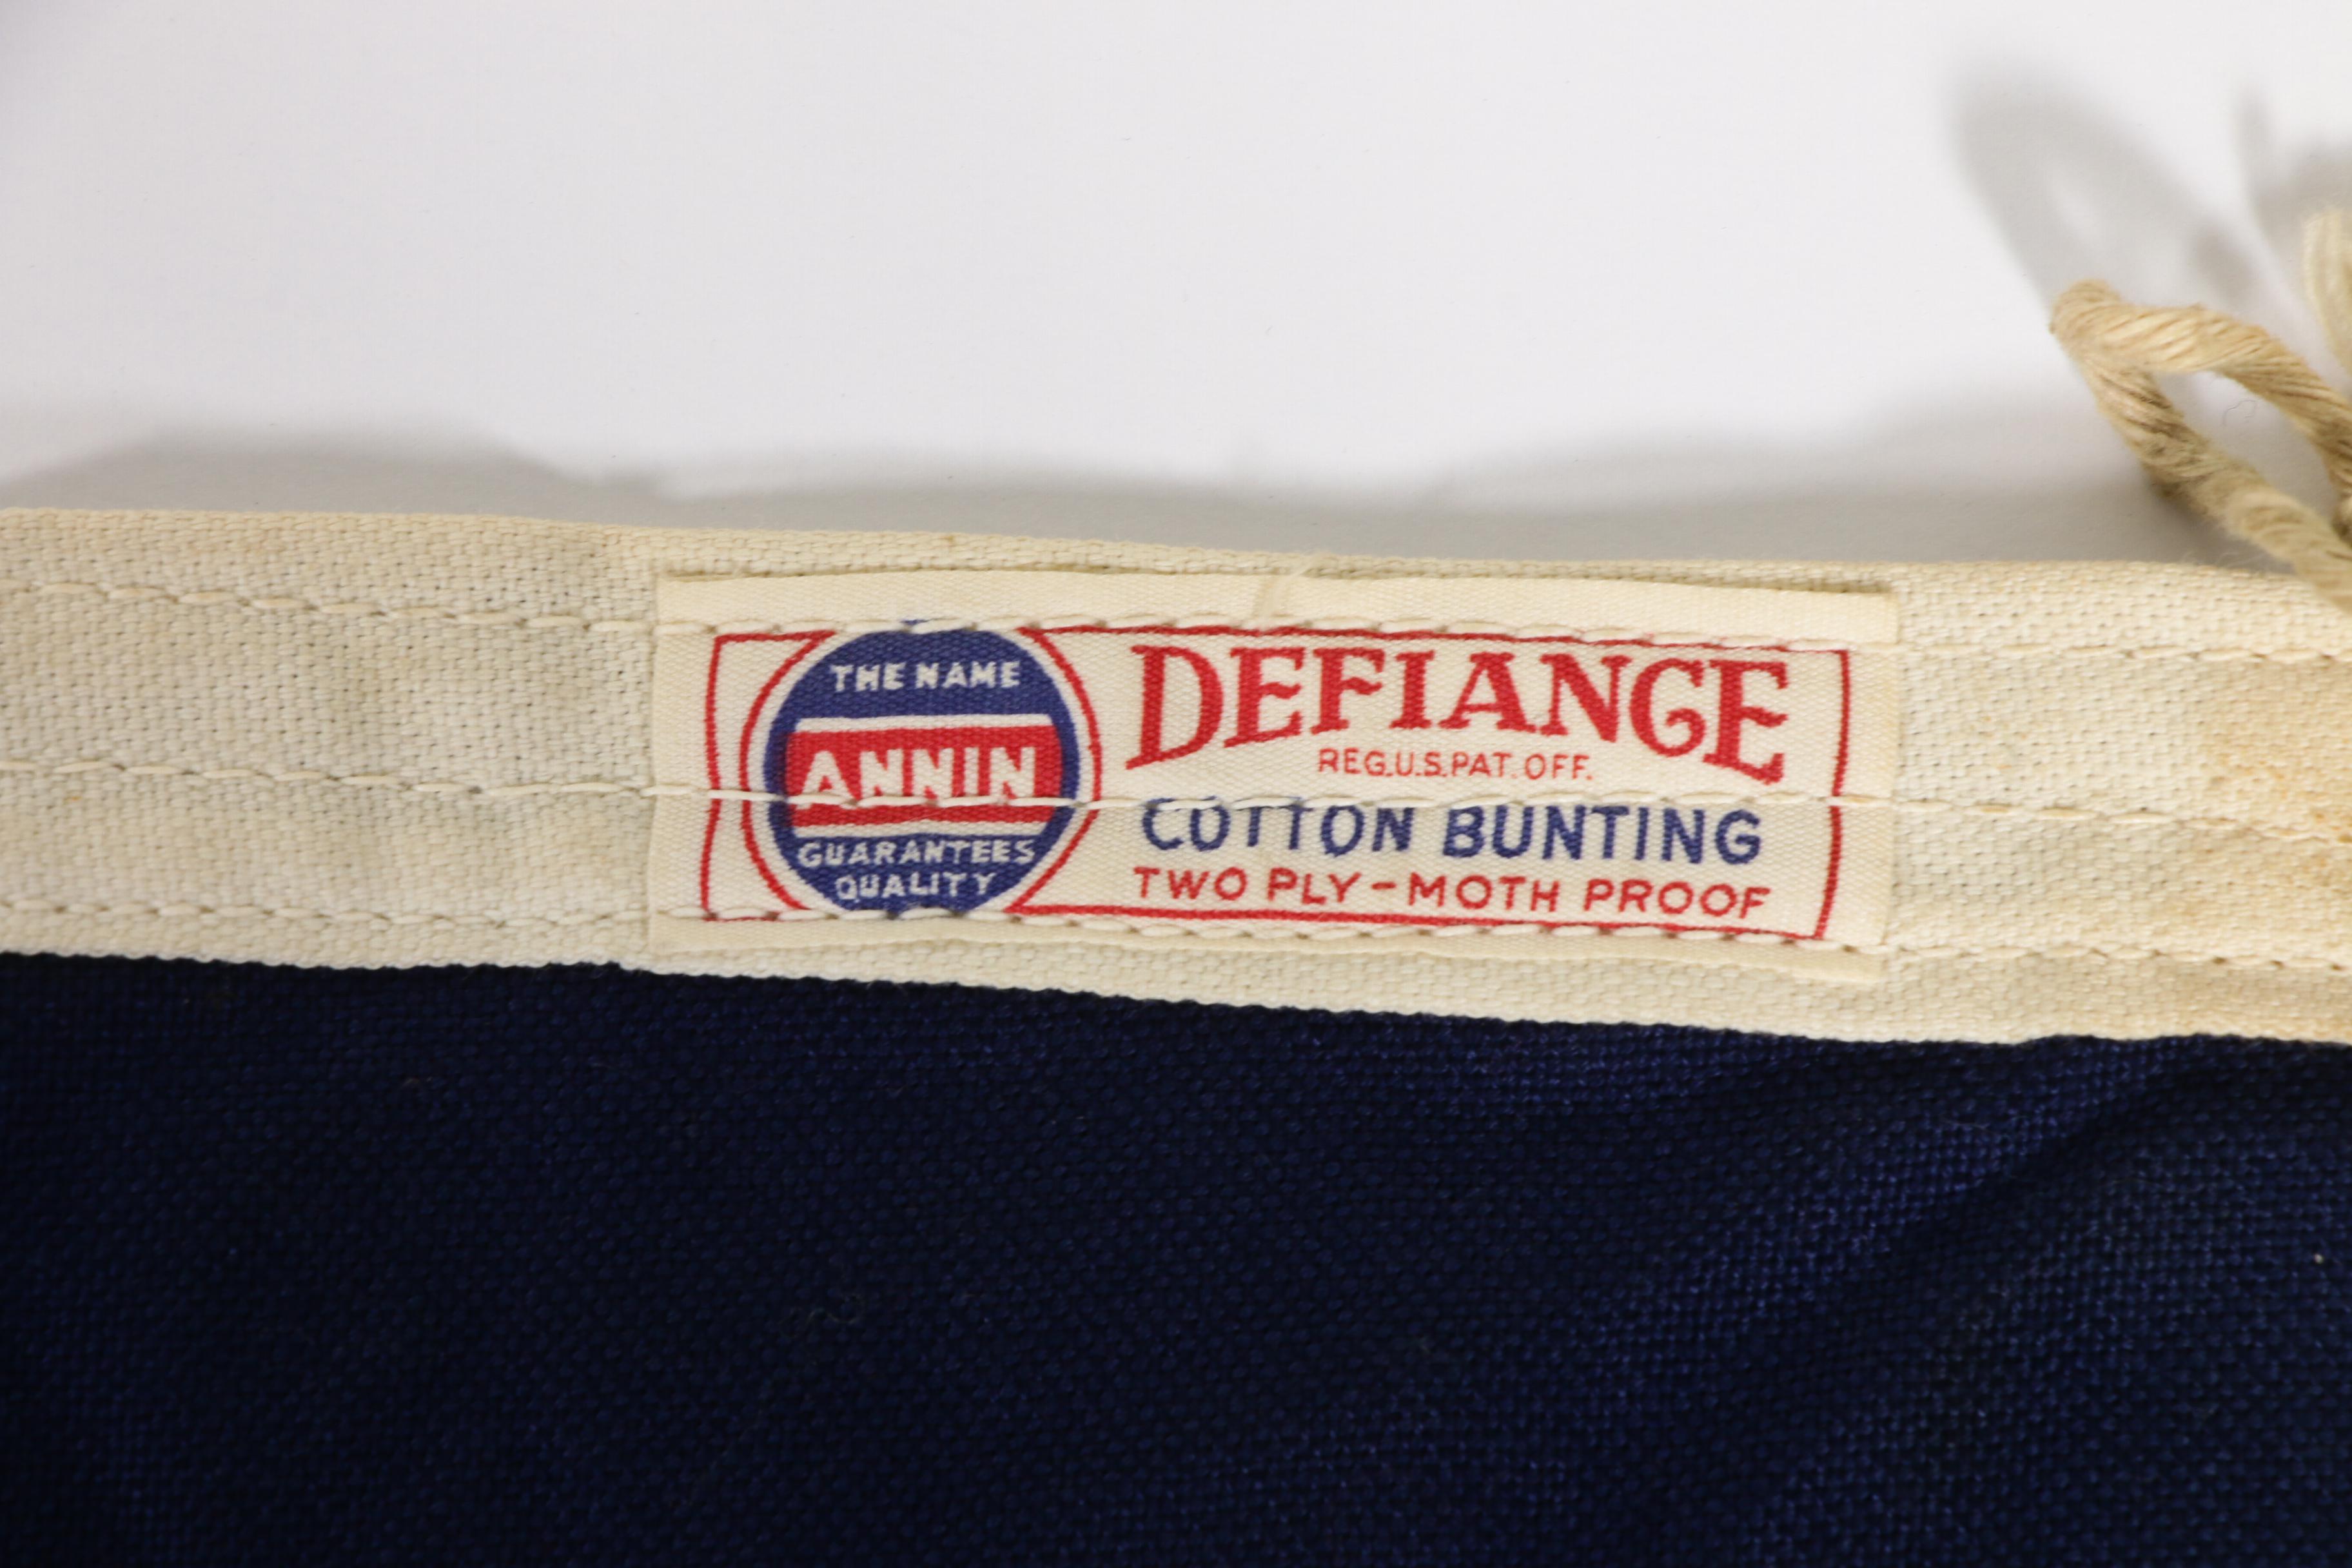 THE NAME
ANNIN
GUARANTEES
QUALITY
DEFIANCE
REG.U.S.PAT.OFF.
COTTON BUNTING
TWO PLY-MOTH PROOF